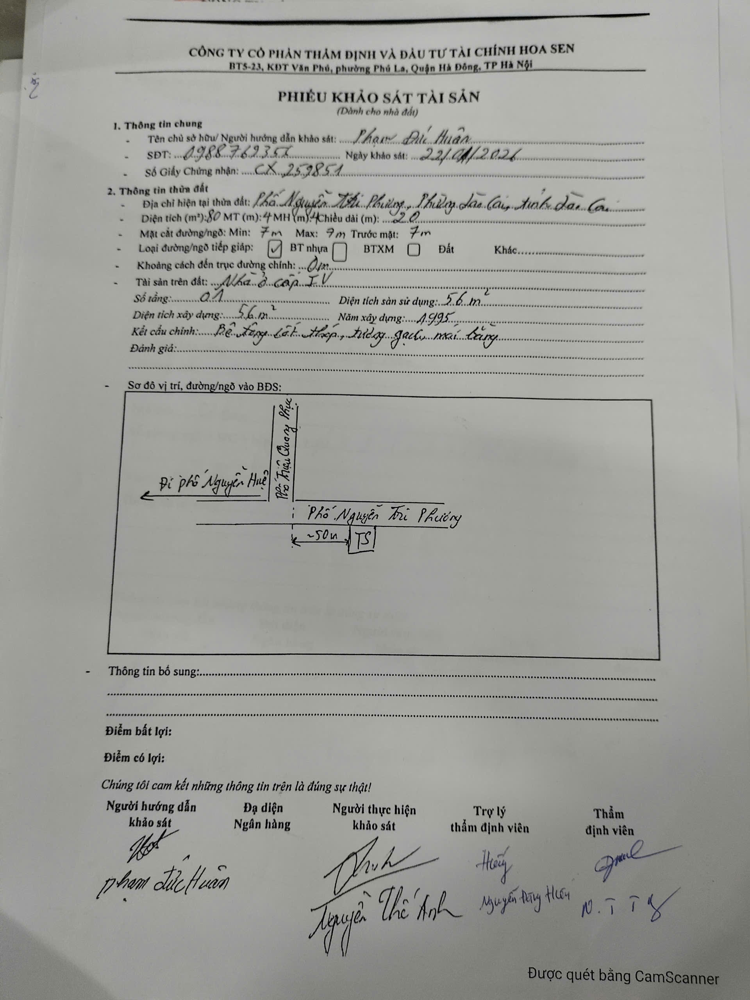 CÔNG TY CỔ PHẦN THẨM ĐỊNH VÀ ĐẦU TƯ TÀI CHÍNH HOA SEN
BT5-23, KĐT Văn Phú, phường Phú La, Quận Hà Đông, TP Hà Nội
PHIẾU KHẢO SÁT TÀI SẢN
(Dành cho nhà đất)
1. Thông tin chung
- Tên chủ sở hữu/ Người hướng dẫn khảo sát: Phạm Đức Huân
- SĐT: 0988769356 Ngày khảo sát: 22/01/2026
- Số Giấy Chứng nhận: CX 259851
2. Thông tin thửa đất
- Địa chỉ hiện tại thửa đất: Phố Nguyễn Tri Phương, Phường Lào Cai, tỉnh Lào Cai
- Diện tích (m²): 80 MT (m): 4 MH (m): 4 Chiều dài (m): 20
- Mặt cắt đường/ngõ: Min: 7m Max: 7m Trước mặt: 7m
- Loại đường/ngõ tiếp giáp: ☑ BT nhựa ☐ BTXM ☐ Đất Khác
- Khoảng cách đến trục đường chính: 0m
- Tài sản trên đất: Nhà ở cấp IV
Số tầng: 01 Diện tích sàn sử dụng: 56 m²
Diện tích xây dựng: 56 m² Năm xây dựng: 1995
Kết cấu chính: Bê tông cốt thép, tường gạch, mái bằng
Đánh giá:
- Sơ đồ vị trí, đường/ngõ vào BĐS:
Phố Triệu Quang Phục
Đi phố Nguyễn Huệ
Phố Nguyễn Tri Phương
~50m TS
- Thông tin bổ sung:
Điểm bất lợi:
Điểm có lợi:
Chúng tôi cam kết những thông tin trên là đúng sự thật!
Người hướng dẫn khảo sát
Đạ diện Ngân hàng
Người thực hiện khảo sát
Trợ lý thẩm định viên
Thẩm định viên
Phạm Đức Huân
Nguyễn Thế Anh
N. T T
Được quét bằng CamScanner